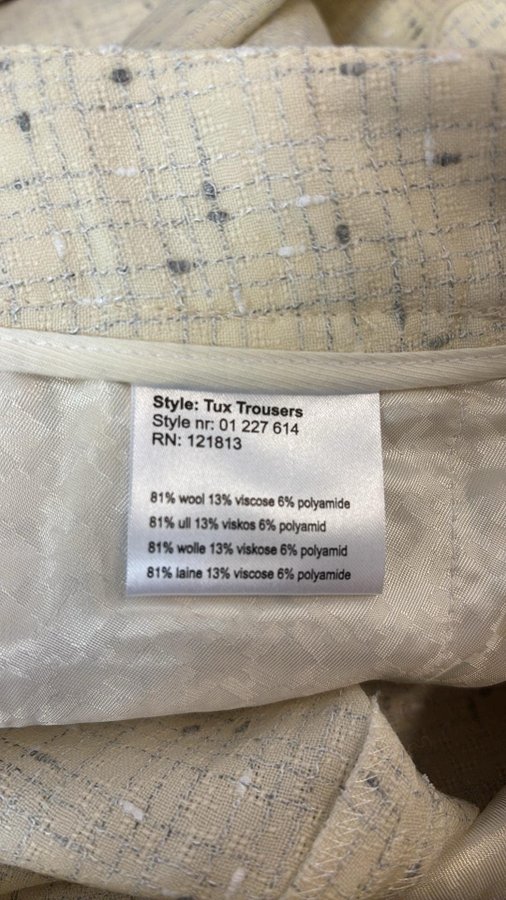 Style: Tux Trousers
Style nr: 01 227 614
RN: 121813
81% wool 13% viscose 6% polyamide
81% ull 13% viskos 6% polyamid
81% wolle 13% viskose 6% polyamid
81% laine 13% viscose 6% polyamide